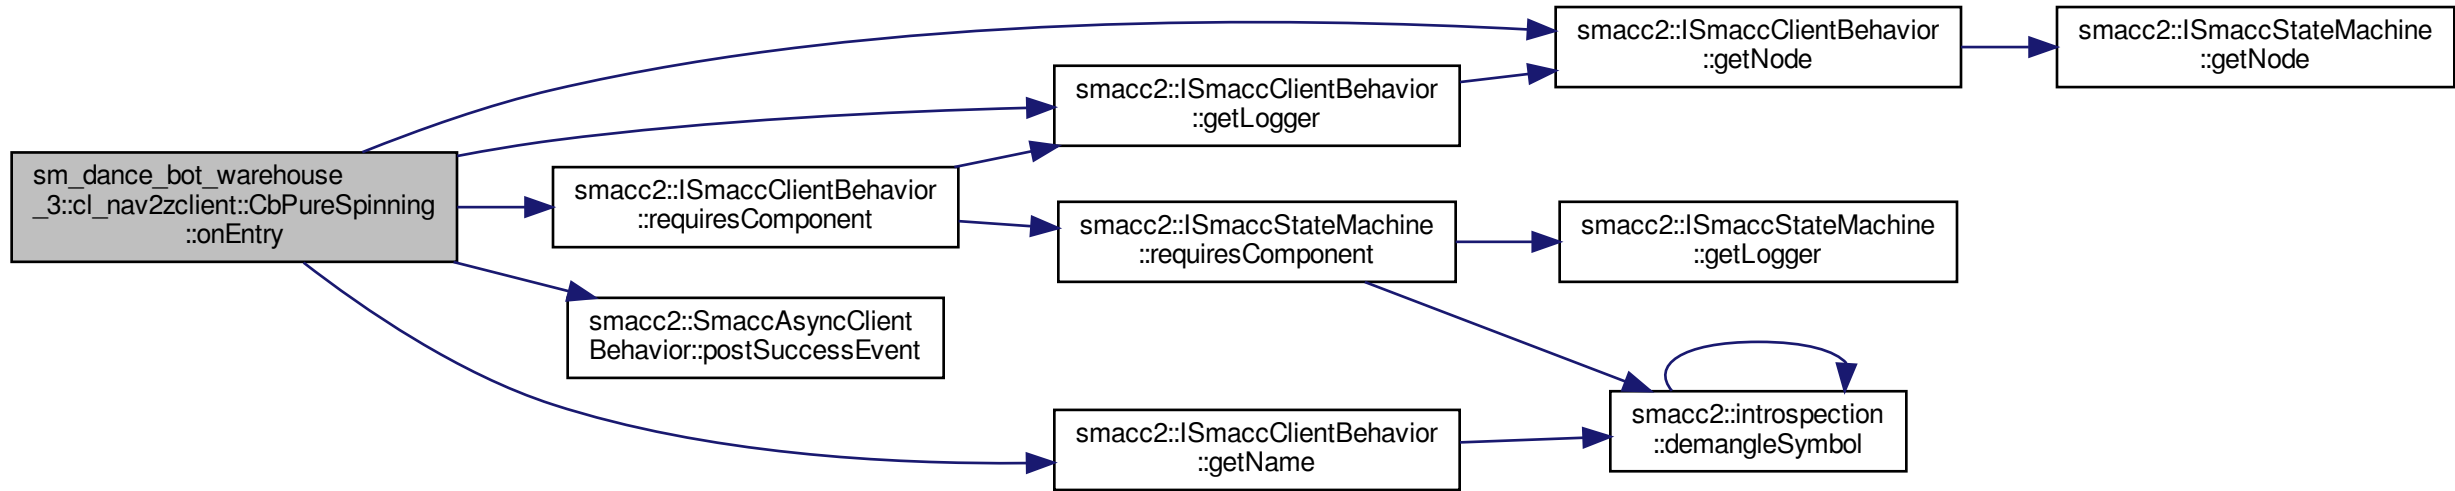 sm_dance_bot_warehouse
_3::cl_nav2zclient::CbPureSpinning
::onEntry
smacc2::ISmaccClientBehavior
::requiresComponent
smacc2::SmaccAsyncClient
Behavior::postSuccessEvent
smacc2::ISmaccClientBehavior
::getLogger
smacc2::ISmaccStateMachine
::requiresComponent
smacc2::ISmaccClientBehavior
::getName
smacc2::ISmaccClientBehavior
::getNode
smacc2::ISmaccStateMachine
::getLogger
smacc2::introspection
::demangleSymbol
smacc2::ISmaccStateMachine
::getNode